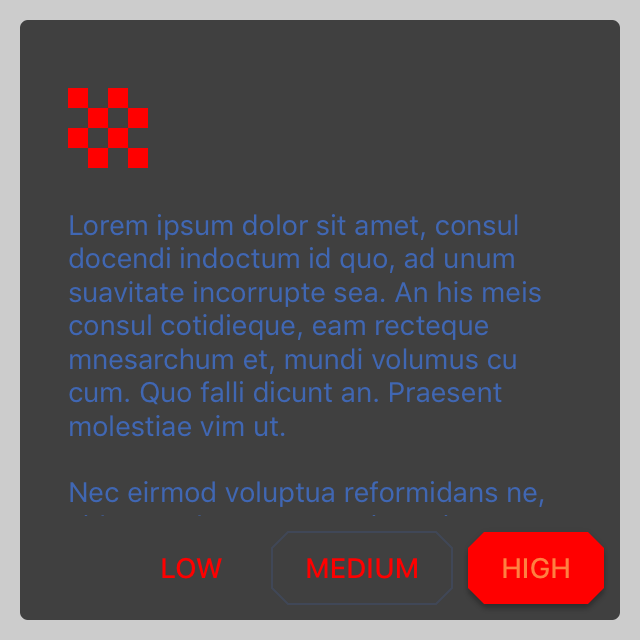 Lorem ipsum dolor sit amet, consul
docendi indoctum id quo, ad unum
suavitate incorrupte sea. An his meis
consul cotidieque, eam recteque
mnesarchum et, mundi volumus cu
cum. Quo falli dicunt an. Praesent
molestiae vim ut.
Nec eirmod voluptua reformidans ne,
LOW MEDIUM HIGH